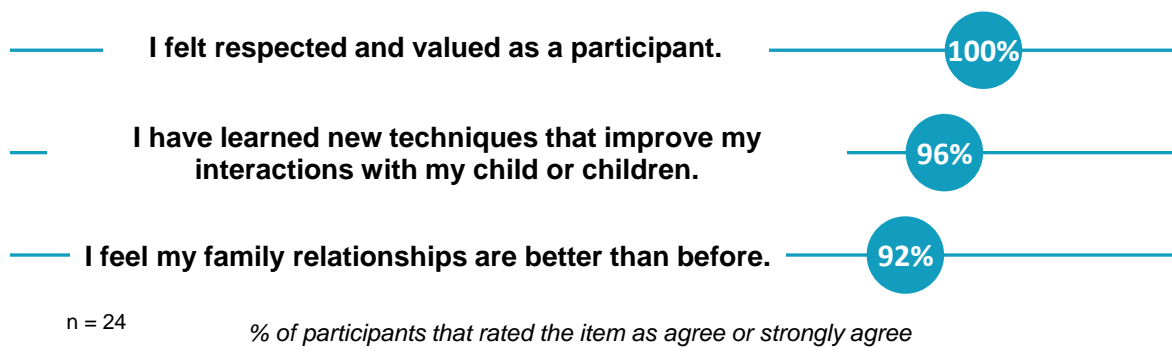 I felt respected and valued as a participant.
100%
I have learned new techniques that improve my
interactions with my child or children.
96%
I feel my family relationships are better than before.
92%
n = 24
% of participants that rated the item as agree or strongly agree